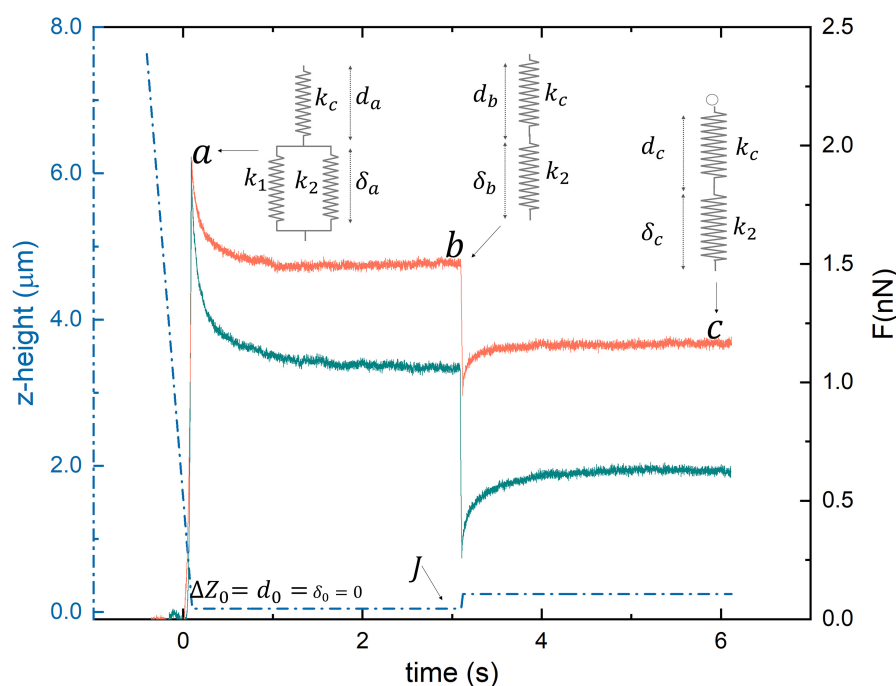 8.0
6.0
4.0
2.0
0.0
z-height (μm)
2.5
2.0
1.5
1.0
0.5
0.0
F(nN)
0
2
4
6
time (s)
a
k_c
d_a
k_1
k_2
δ_a
b
d_b
k_c
δ_b
k_2
d_c
k_c
δ_c
k_2
c
J
ΔZ_0= d_0 = δ_0 = 0